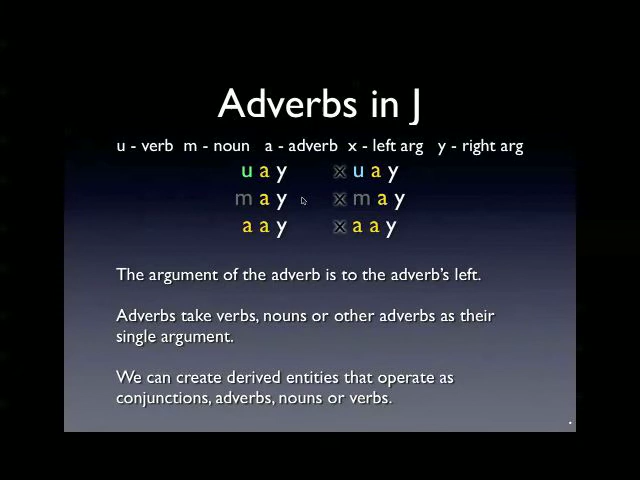 Adverbs in J
u - verb m - noun a - adverb x - left arg y - right arg
u a y x u a y
m a y x m a y
a a y x a a y
The argument of the adverb is to the adverb's left.
Adverbs take verbs, nouns or other adverbs as their
single argument.
We can create derived entities that operate as
conjunctions, adverbs, nouns or verbs.